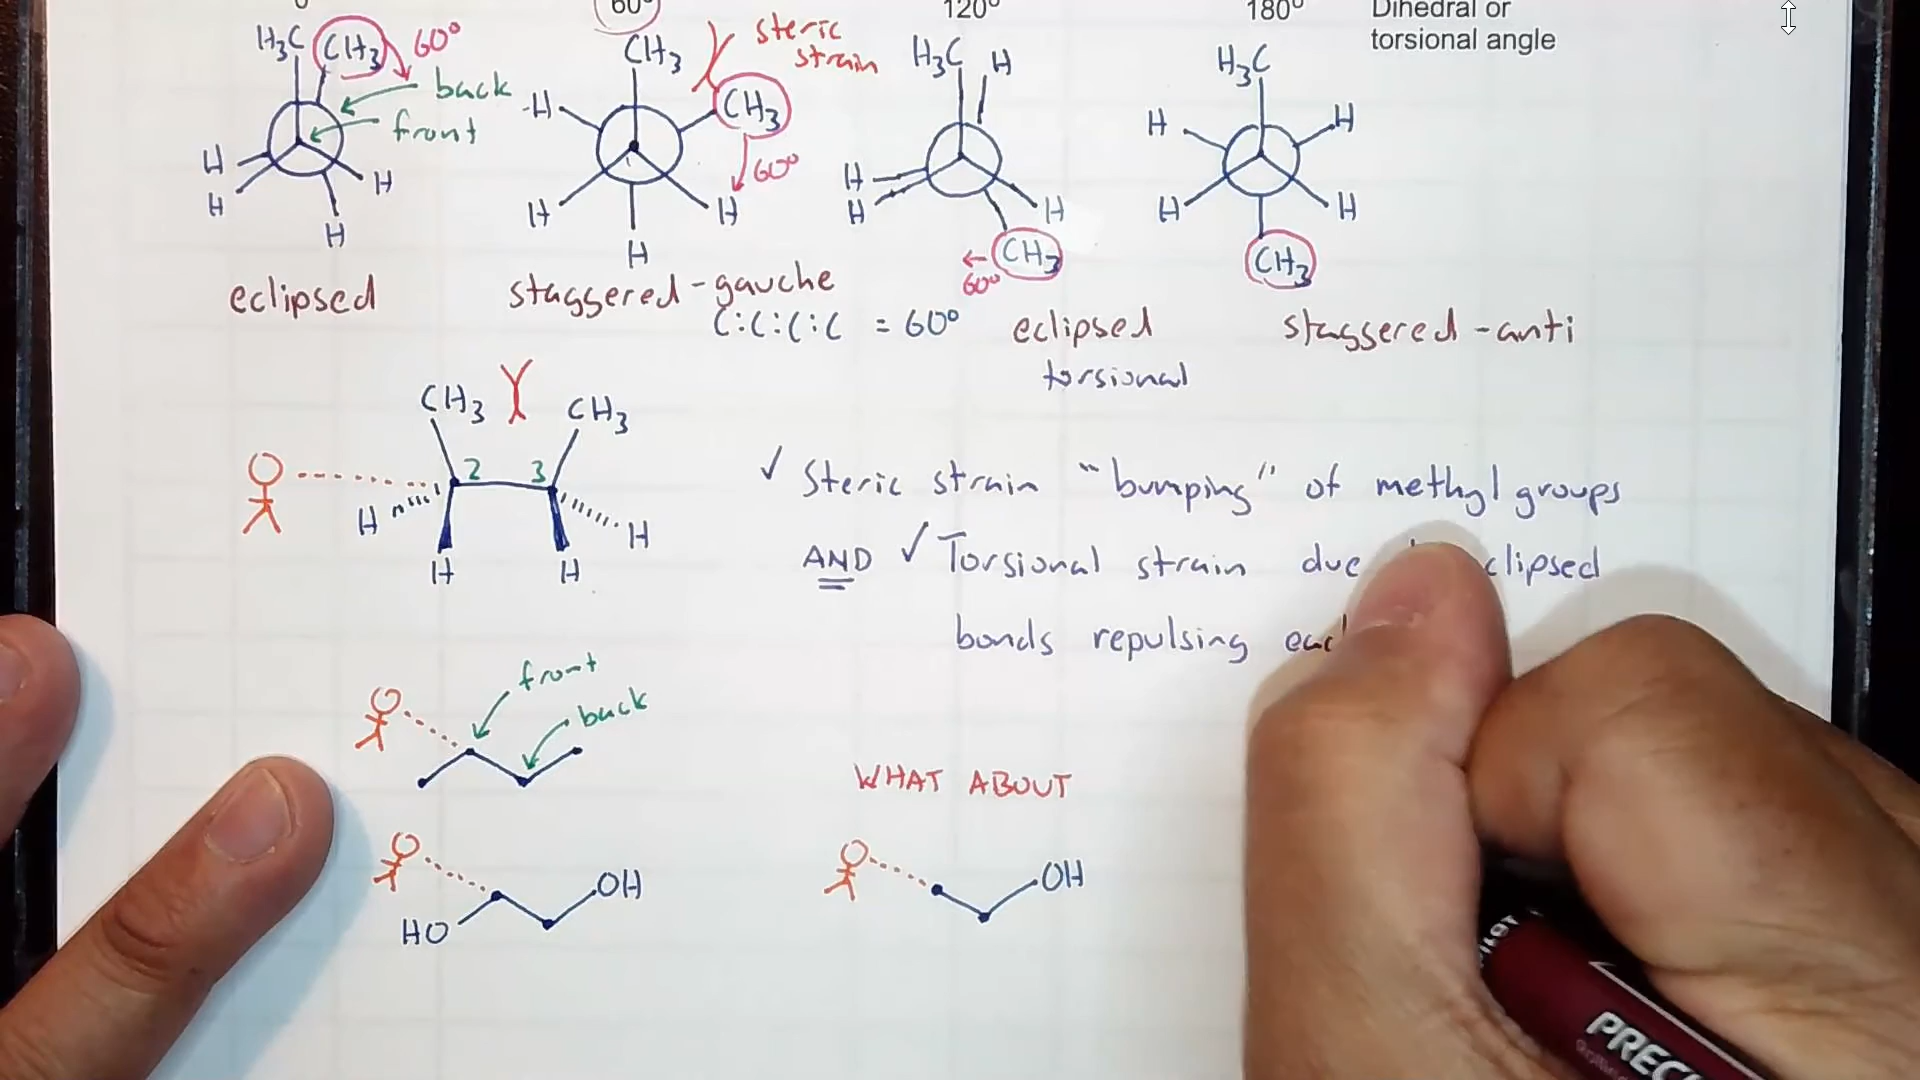 0
60°
120°
180°
Dihedral or
torsional angle
H₃C CH₃ 60°
back
front
H
H
H
H
eclipsed
CH₃
steric
strain
H
CH₃
60°
H
H
H
staggered - gauche
C:C:C:C = 60°
H₃C H
H
H
H
CH₃
← 60°
eclipsed
torsional
H₃C
H
H
H
H
CH₃
staggered - anti
CH₃ CH₃
2 3
H
H
H
H
✓ Steric strain "bumping" of methyl groups
AND ✓ Torsional strain due clipsed
bonds repulsing
front
back
HO
OH
WHAT ABOUT
OH